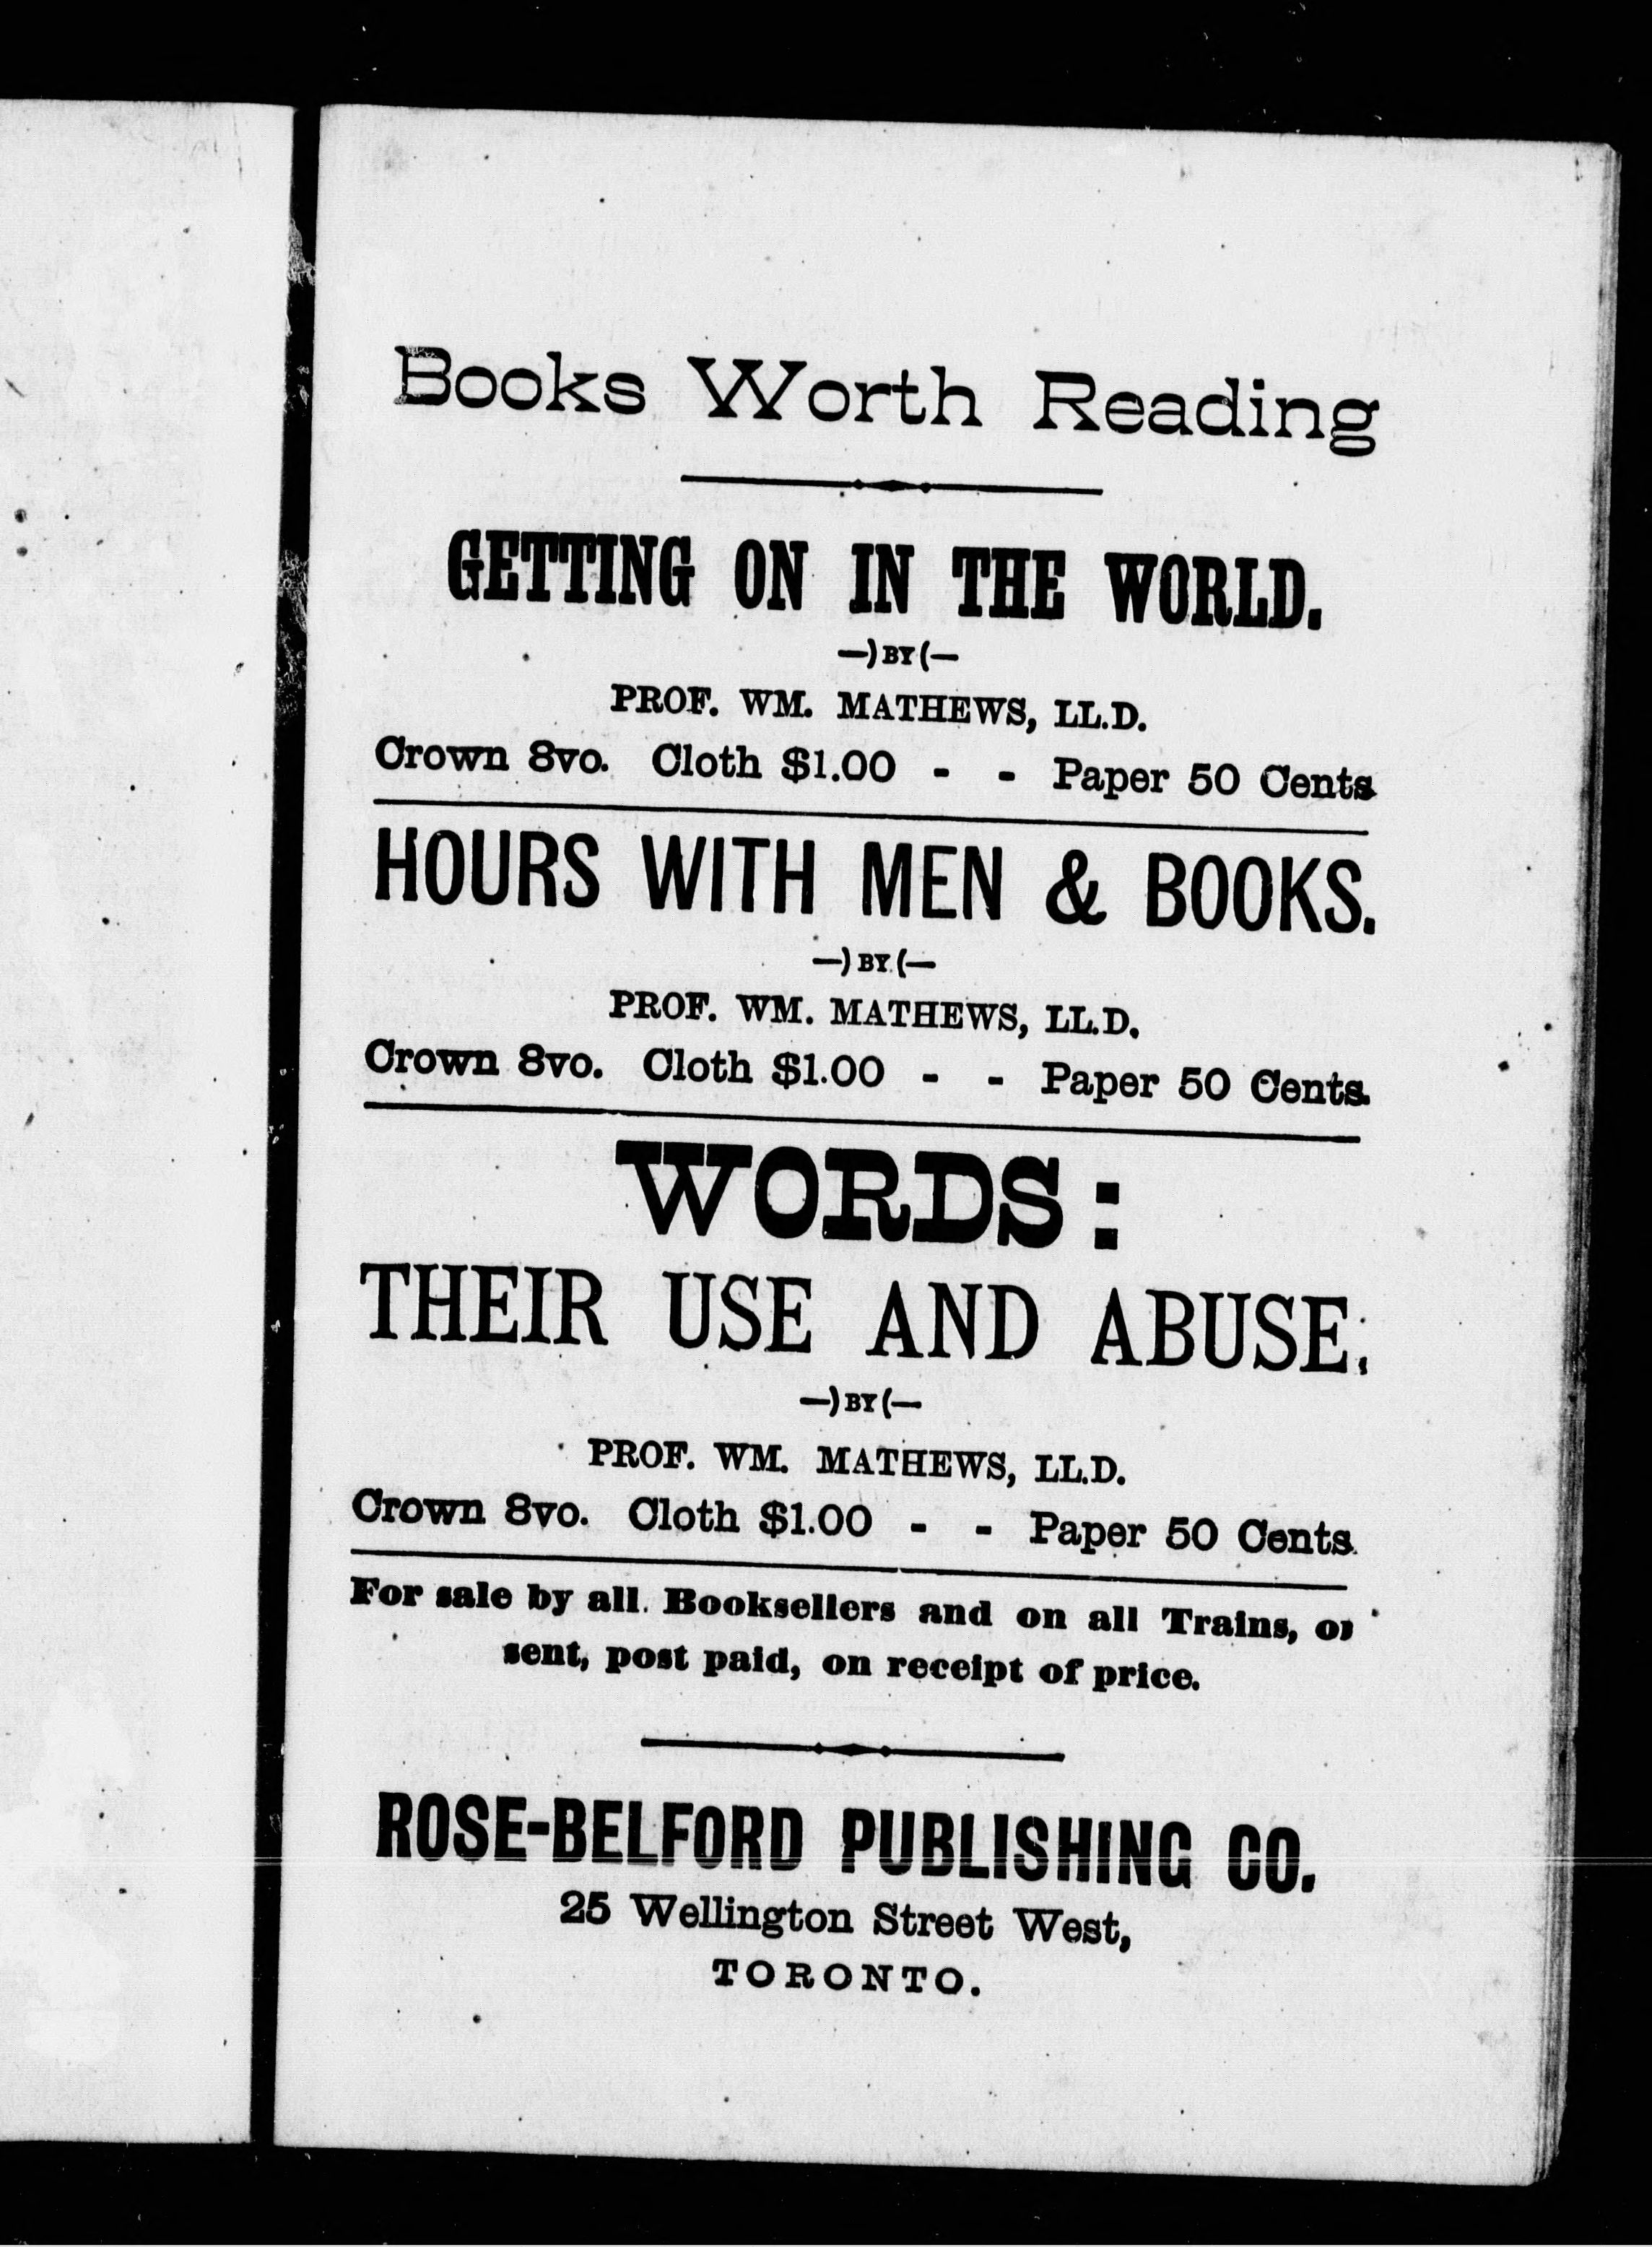 Books Worth Reading
GETTING ON IN THE WORLD.
—) BY (—
PROF. WM. MATHEWS, LL.D.
Crown 8vo. Cloth $1.00 - - Paper 50 Cents
HOURS WITH MEN & BOOKS.
—) BY (—
PROF. WM. MATHEWS, LL.D.
Crown 8vo. Cloth $1.00 - - Paper 50 Cents.
WORDS:
THEIR USE AND ABUSE.
—) BY (—
PROF. WM. MATHEWS, LL.D.
Crown 8vo. Cloth $1.00 - - Paper 50 Cents.
For sale by all Booksellers and on all Trains, or
sent, post paid, on receipt of price.
ROSE-BELFORD PUBLISHING CO.
25 Wellington Street West,
TORONTO.